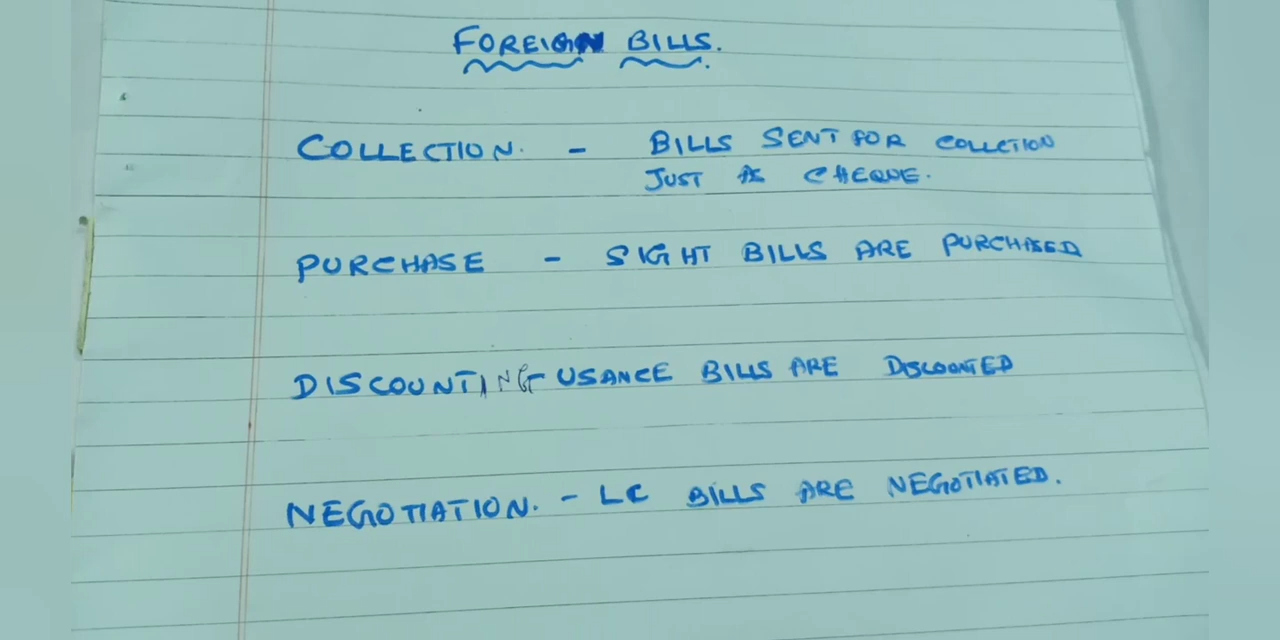 FOREIGN BILLS.
COLLECTION. - BILLS SENT FOR COLLCTION
JUST AS CHEQUE.
PURCHASE - SIGHT BILLS ARE PURCHASED
DISCOUNTING - USANCE BILLS ARE DISCOUNTED
NEGOTIATION. - LC BILLS ARE NEGOTIATED.